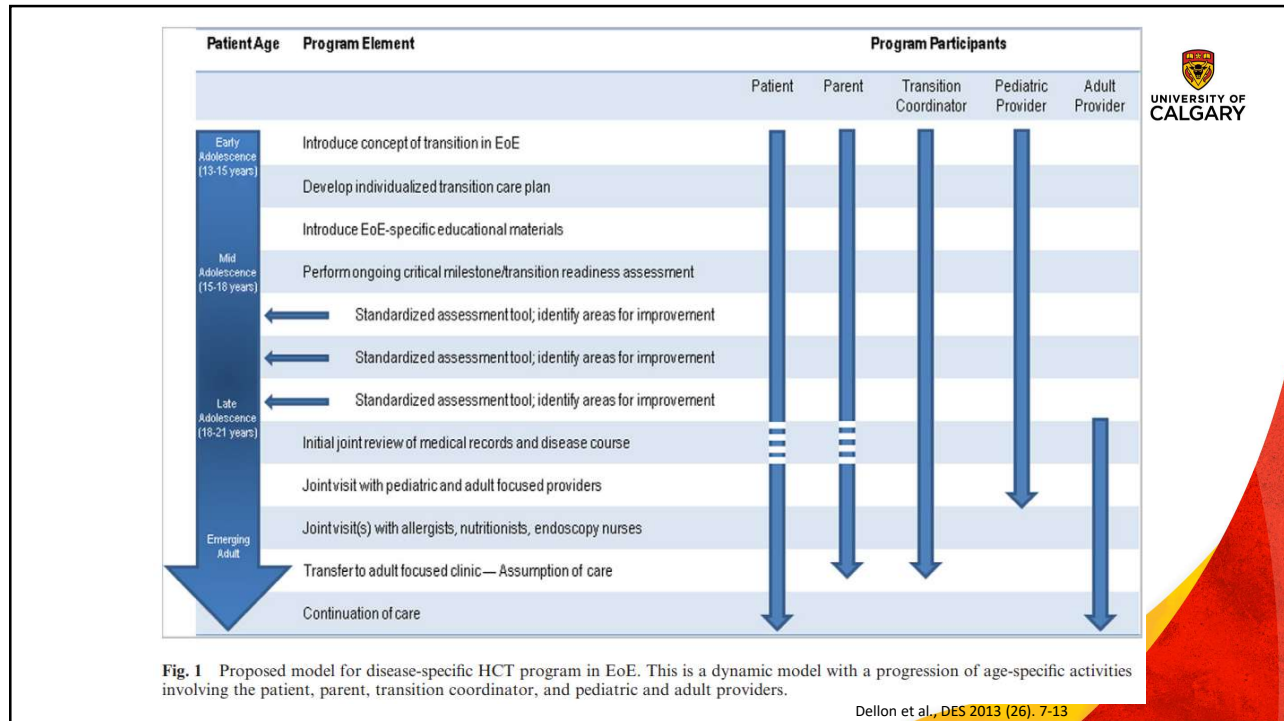 Patient Age Program Element Program Participants
Patient Parent Transition Coordinator Pediatric Provider Adult Provider
UNIVERSITY OF
CALGARY
Early
Adolescence
(13-15 years)
Introduce concept of transition in EoE
Develop individualized transition care plan
Introduce EoE-specific educational materials
Mid
Adolescence
(15-18 years)
Perform ongoing critical milestone/transition readiness assessment
Standardized assessment tool; identify areas for improvement
Standardized assessment tool; identify areas for improvement
Late
Adolescence
(18-21 years)
Standardized assessment tool; identify areas for improvement
Initial joint review of medical records and disease course
Joint visit with pediatric and adult focused providers
Emerging
Adult
Joint visit(s) with allergists, nutritionists, endoscopy nurses
Transfer to adult focused clinic — Assumption of care
Continuation of care
Fig. 1 Proposed model for disease-specific HCT program in EoE. This is a dynamic model with a progression of age-specific activities
involving the patient, parent, transition coordinator, and pediatric and adult providers.
Dellon et al., DES 2013 (26). 7-13